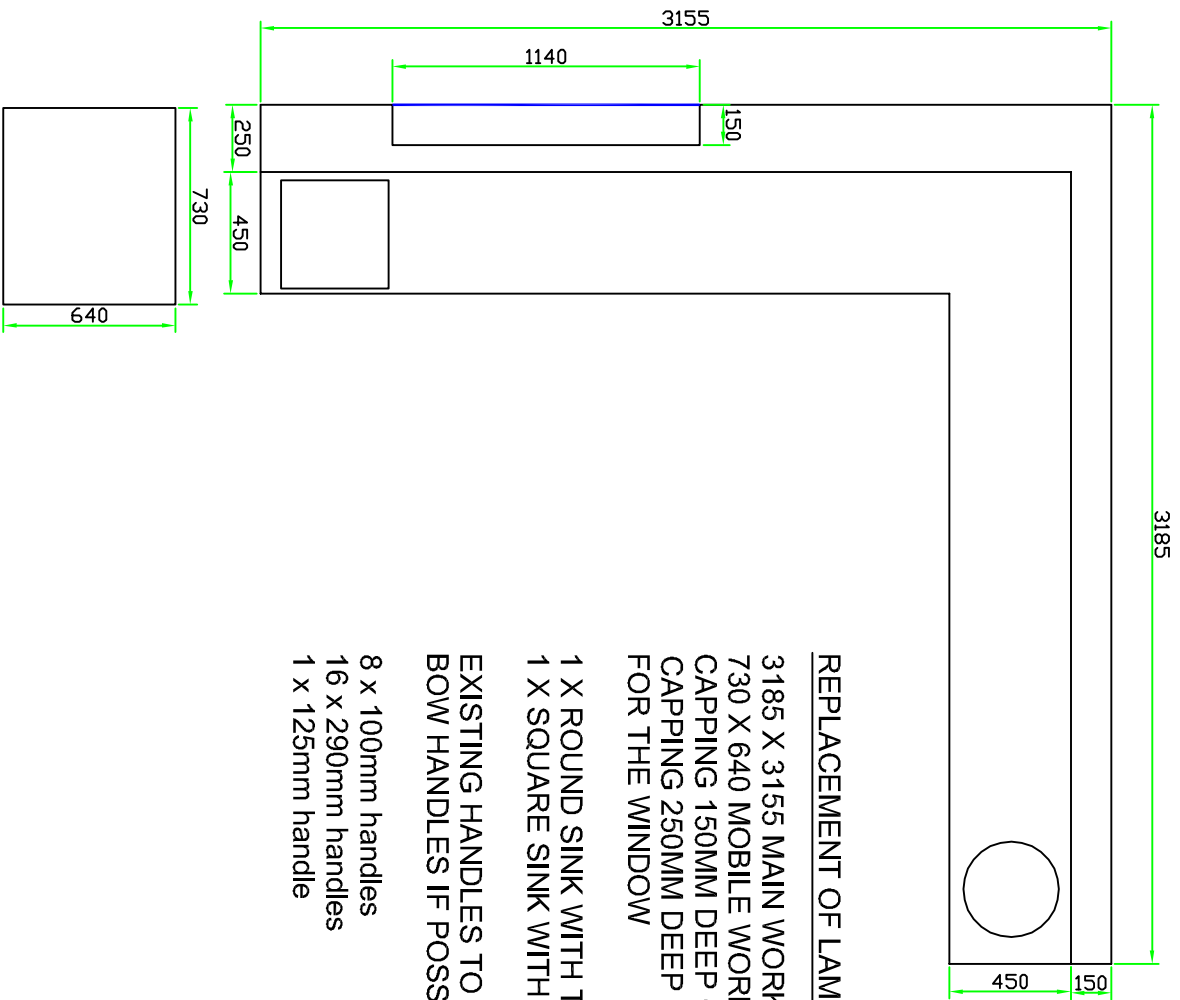 3155
1140
150
250
450
730
640
3185
450
150
REPLACEMENT OF LAM
3185 X 3155 MAIN WORK
730 X 640 MOBILE WOR
CAPPING 150MM DEEP
CAPPING 250MM DEEP
FOR THE WINDOW
1 X ROUND SINK WITH T
1 X SQUARE SINK WITH
EXISTING HANDLES TO
BOW HANDLES IF POSS
8 x 100mm handles
16 x 290mm handles
1 x 125mm handle